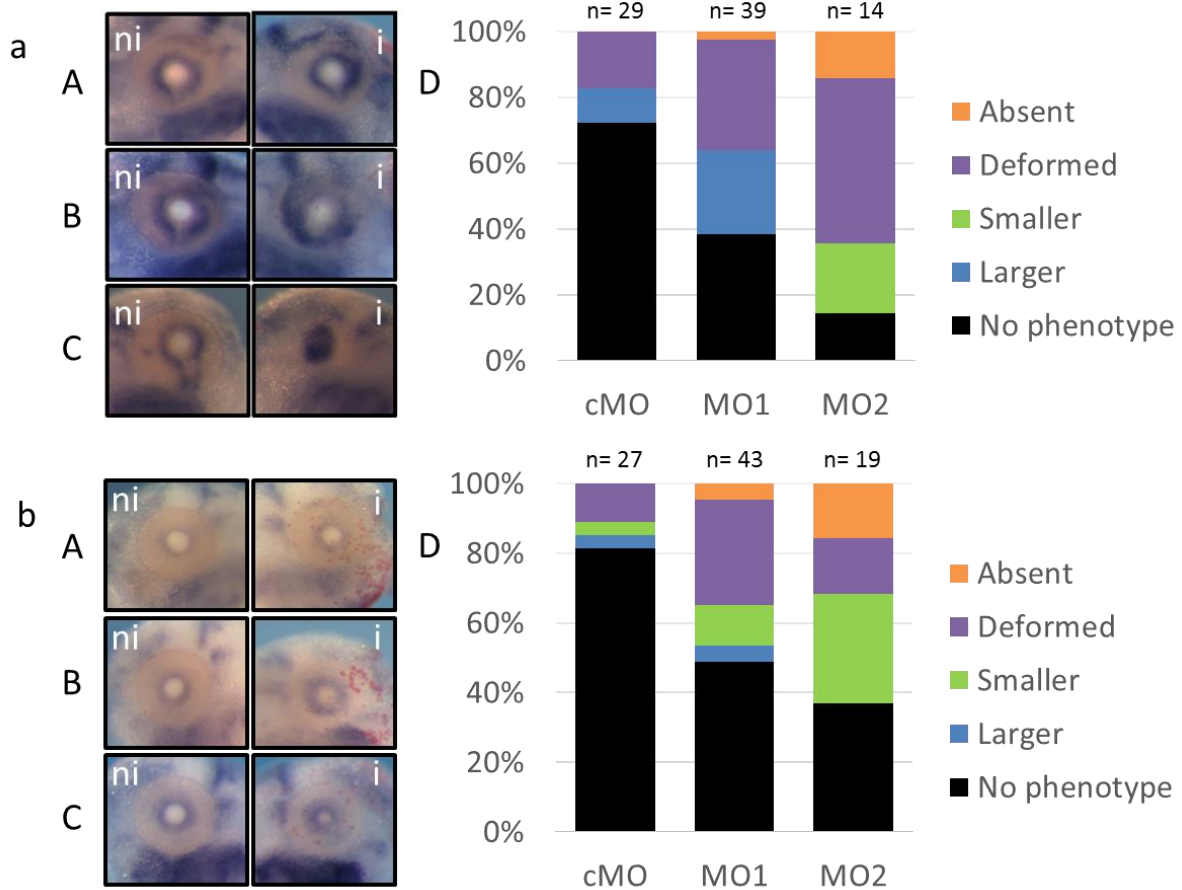 a
A
ni
i
B
ni
i
C
ni
i
D
n= 29 n= 39 n= 14
100%
80%
60%
40%
20%
0%
cMO MO1 MO2
Absent
Deformed
Smaller
Larger
No phenotype
b
A
ni
i
B
ni
i
C
ni
i
D
n= 27 n= 43 n= 19
100%
80%
60%
40%
20%
0%
cMO MO1 MO2
Absent
Deformed
Smaller
Larger
No phenotype